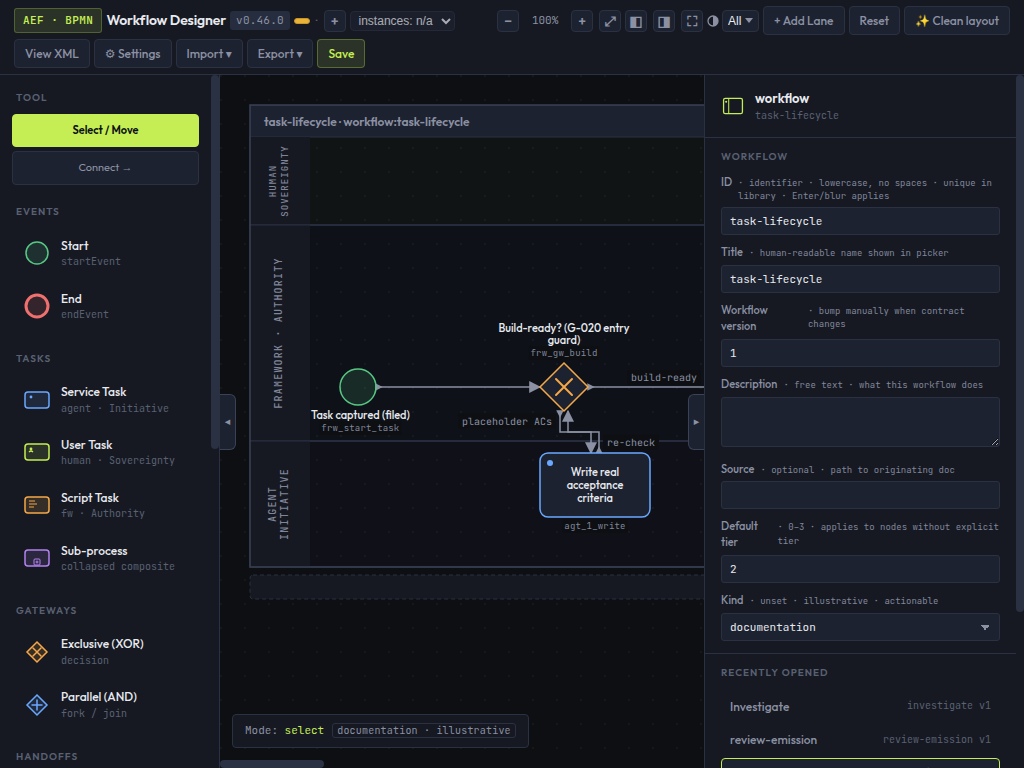 AEF · BPMN Workflow Designer v0.46.0 · + instances: n/a − 100% + All ▾ + Add Lane Reset ✨ Clean layout
View XML ⚙ Settings Import ▾ Export ▾ Save
TOOL
Select / Move
Connect →
EVENTS
Start
startEvent
End
endEvent
TASKS
Service Task
agent · Initiative
User Task
human · Sovereignty
Script Task
fw · Authority
Sub-process
collapsed composite
GATEWAYS
Exclusive (XOR)
decision
Parallel (AND)
fork / join
HANDOFFS
task-lifecycle · workflow:task-lifecycle
HUMAN
SOVEREIGNTY
FRAMEWORK · AUTHORITY
AGENT
INITIATIVE
Build-ready? (G-020 entry
guard)
frw_gw_build
build-ready
Task captured (filed)
frw_start_task
placeholder ACs
re-check
Write real
acceptance
criteria
agt_1_write
Mode: select documentation · illustrative
workflow
task-lifecycle
WORKFLOW
ID · identifier · lowercase, no spaces · unique in
library · Enter/blur applies
task-lifecycle
Title · human-readable name shown in picker
task-lifecycle
Workflow version · bump manually when contract changes
1
Description · free text · what this workflow does
Source · optional · path to originating doc
Default tier · 0–3 · applies to nodes without explicit tier
2
Kind · unset · illustrative · actionable
documentation
RECENTLY OPENED
Investigate investigate v1
review-emission review-emission v1